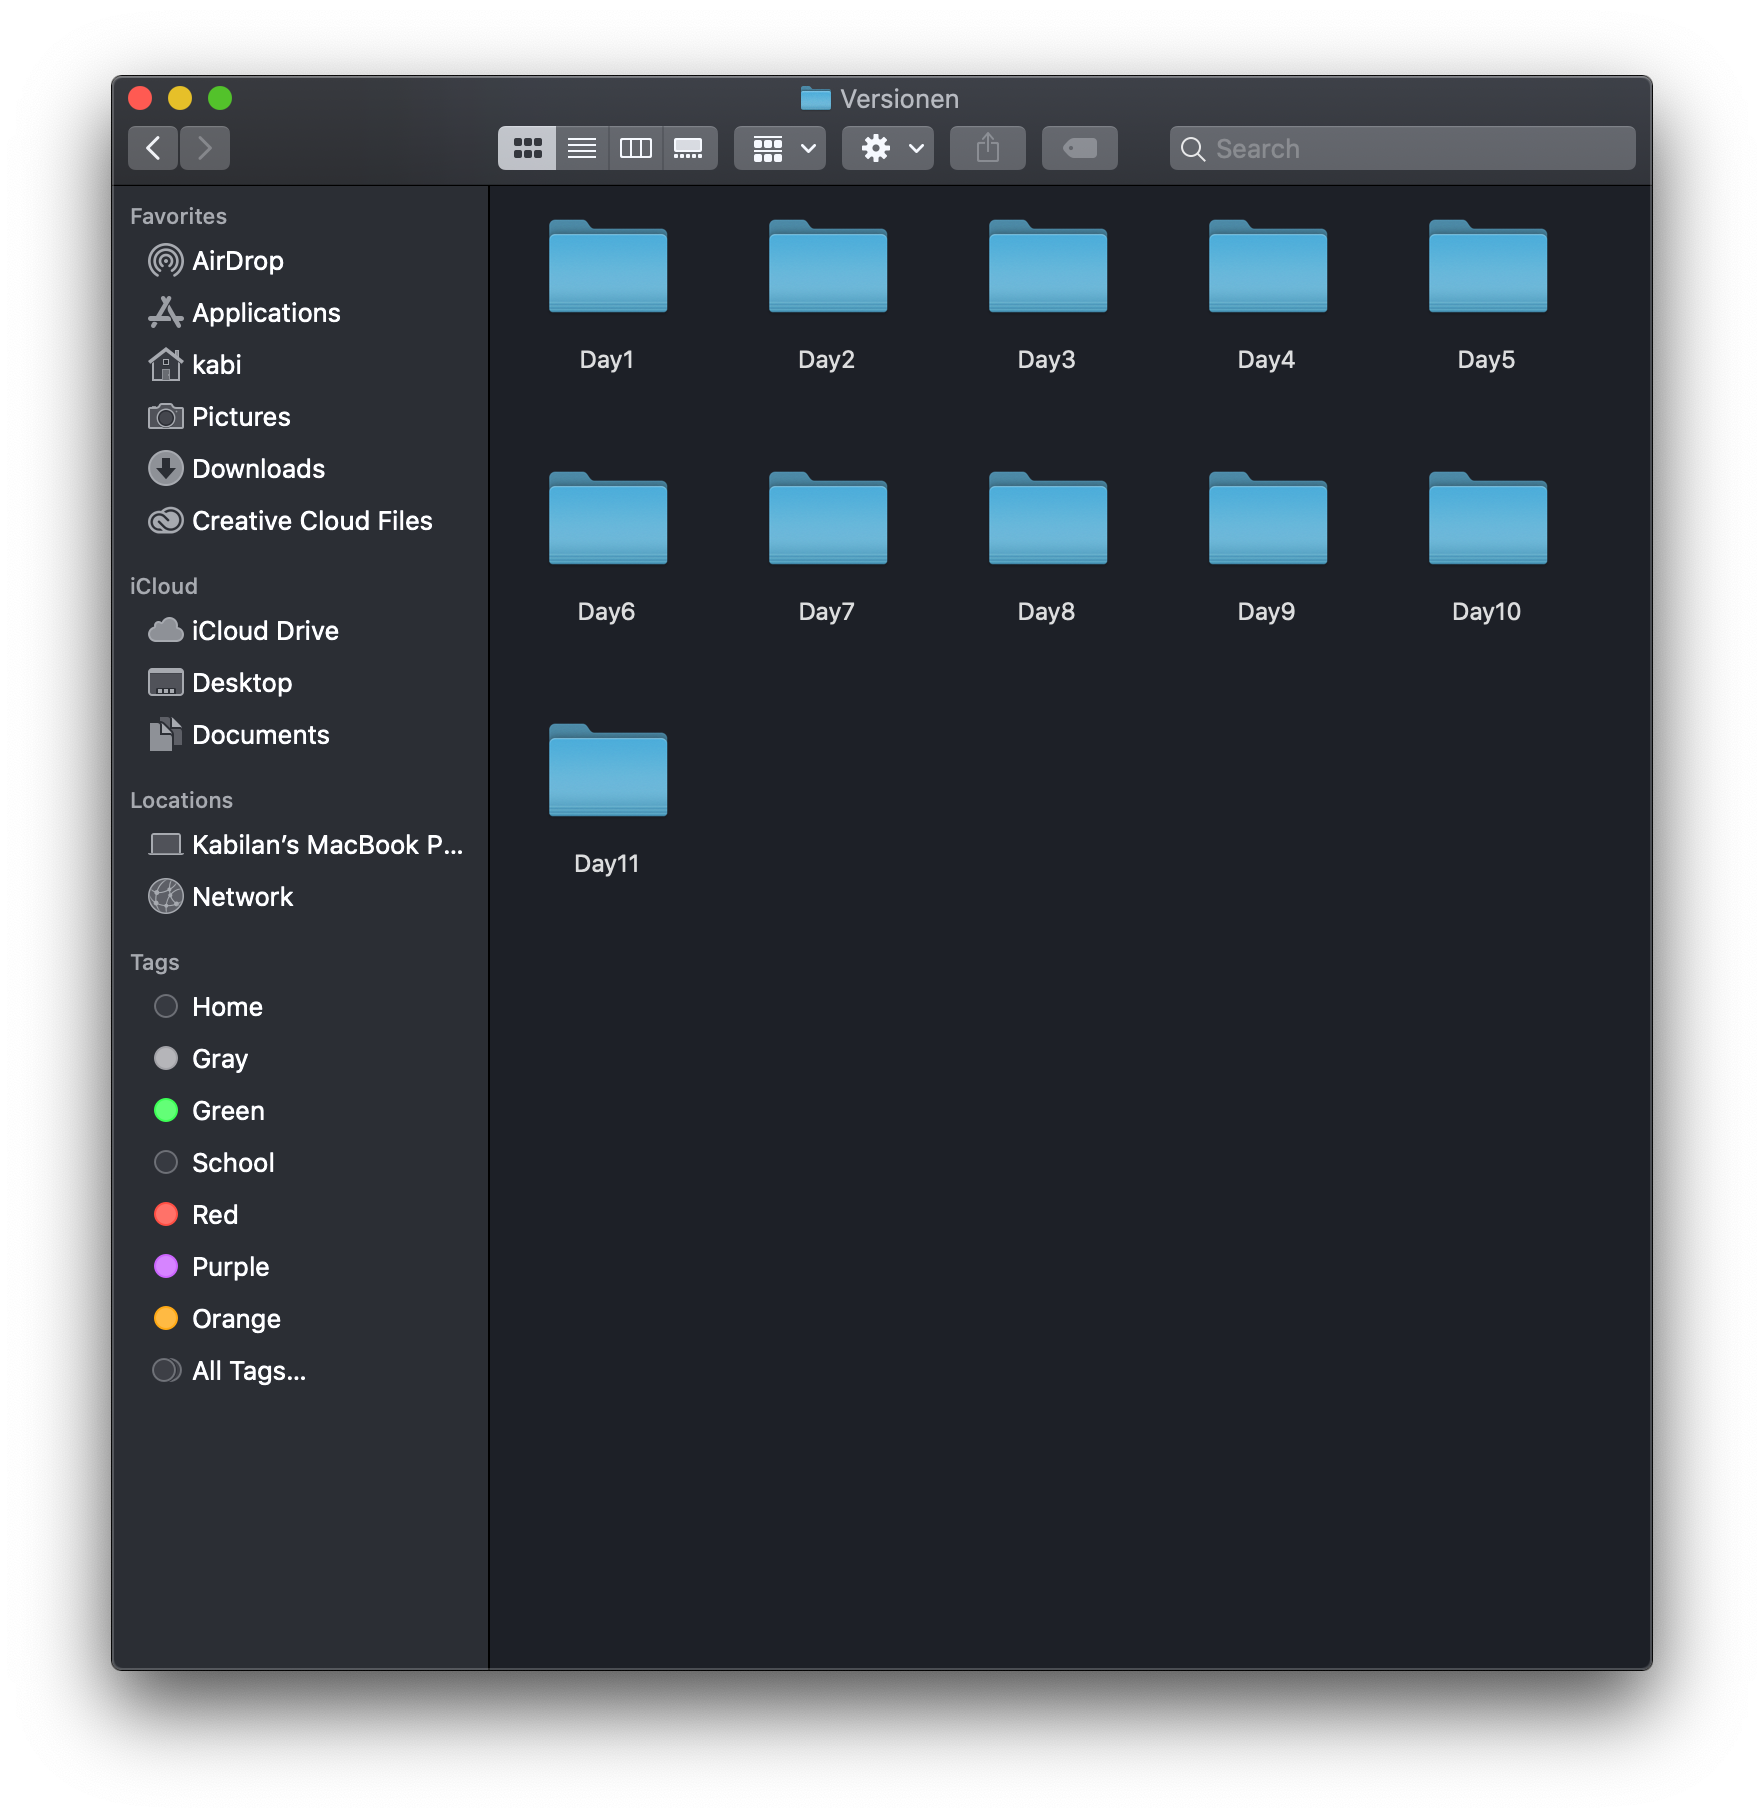 Versionen
Search
Favorites
AirDrop
Applications
kabi
Pictures
Downloads
Creative Cloud Files
iCloud
iCloud Drive
Desktop
Documents
Locations
Kabilan’s MacBook P...
Network
Tags
Home
Gray
Green
School
Red
Purple
Orange
All Tags...
Day1 Day2 Day3 Day4 Day5
Day6 Day7 Day8 Day9 Day10
Day11